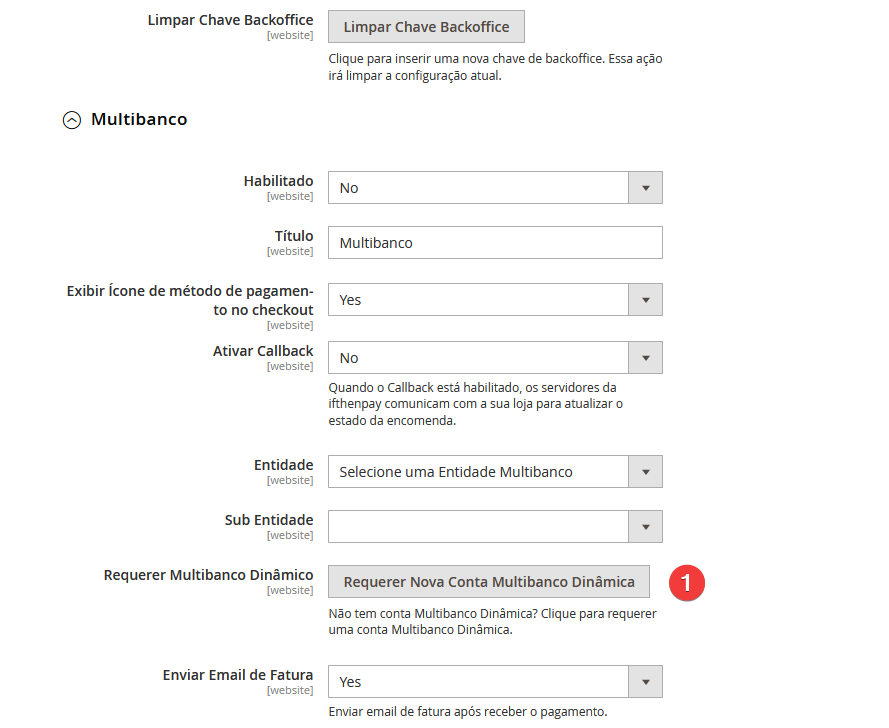 Limpar Chave Backoffice
[website]
Limpar Chave Backoffice
Clique para inserir uma nova chave de backoffice. Essa ação
irá limpar a configuração atual.
Multibanco
Habilitado
[website]
No
Título
[website]
Multibanco
Exibir Ícone de método de pagamen-
to no checkout
[website]
Yes
Ativar Callback
[website]
No
Quando o Callback está habilitado, os servidores da
ifthenpay comunicam com a sua loja para atualizar o
estado da encomenda.
Entidade
[website]
Selecione uma Entidade Multibanco
Sub Entidade
[website]
Requerer Multibanco Dinâmico
[website]
Requerer Nova Conta Multibanco Dinâmica
1
Não tem conta Multibanco Dinâmica? Clique para requerer
uma conta Multibanco Dinâmica.
Enviar Email de Fatura
[website]
Yes
Enviar email de fatura após receber o pagamento.